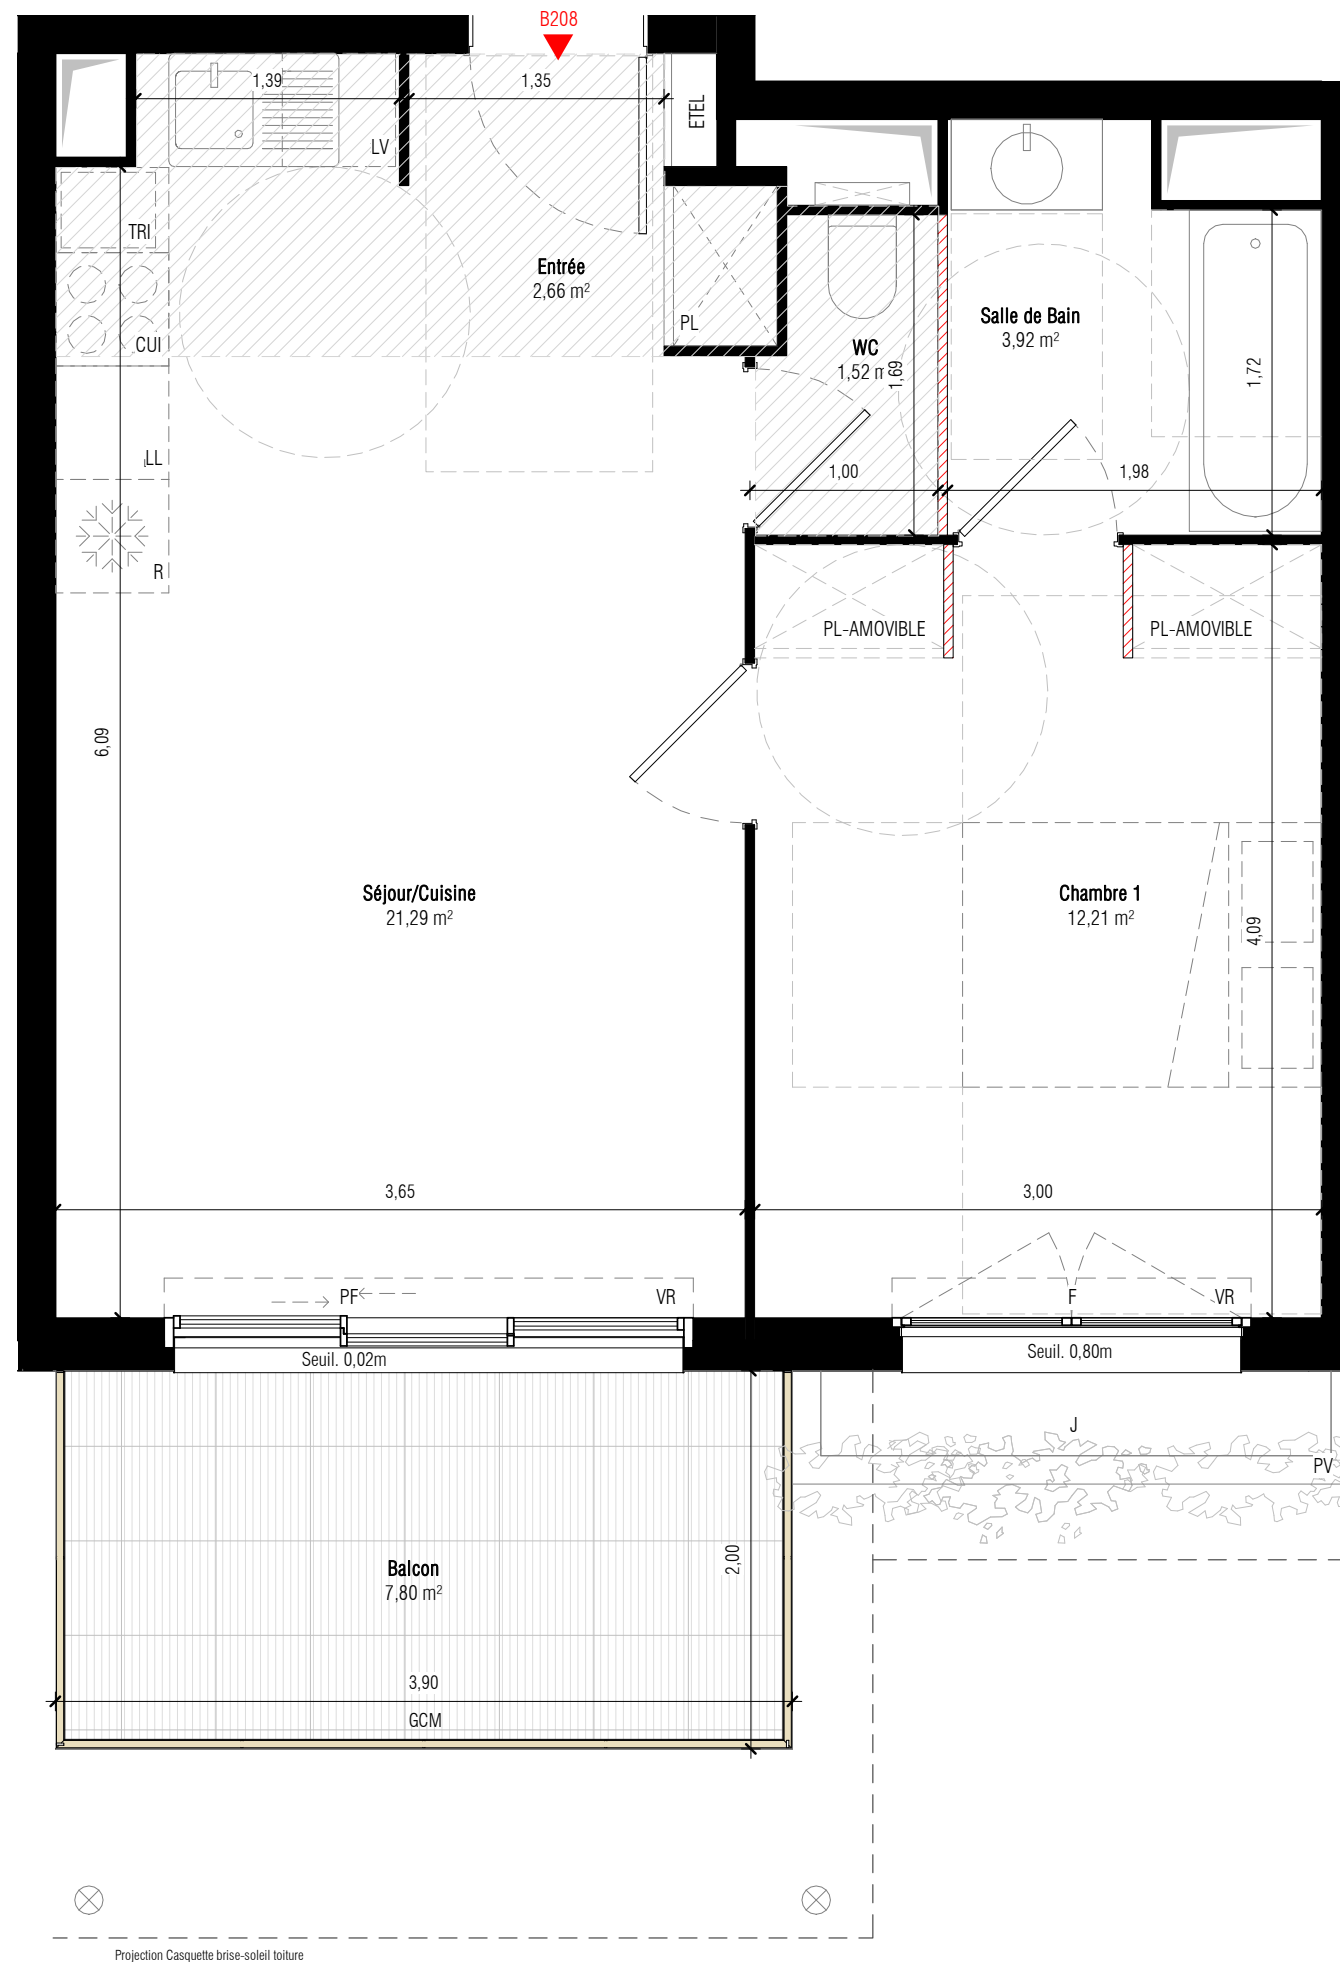 B208
1,39
1,35
ETEL
LV
TRI
Entrée
2,66 m²
PL
CUI
WC
1,52 m
1,69
Salle de Bain
3,92 m²
1,72
LL
1,00
1,98
R
PL-AMOVIBLE
PL-AMOVIBLE
6,09
Séjour/Cuisine
21,29 m²
Chambre 1
12,21 m²
4,09
3,65
3,00
PF
VR
F
VR
Seuil. 0,02m
Seuil. 0,80m
J
PV
Balcon
7,80 m²
2,00
3,90
GCM
Projection Casquette brise-soleil toiture